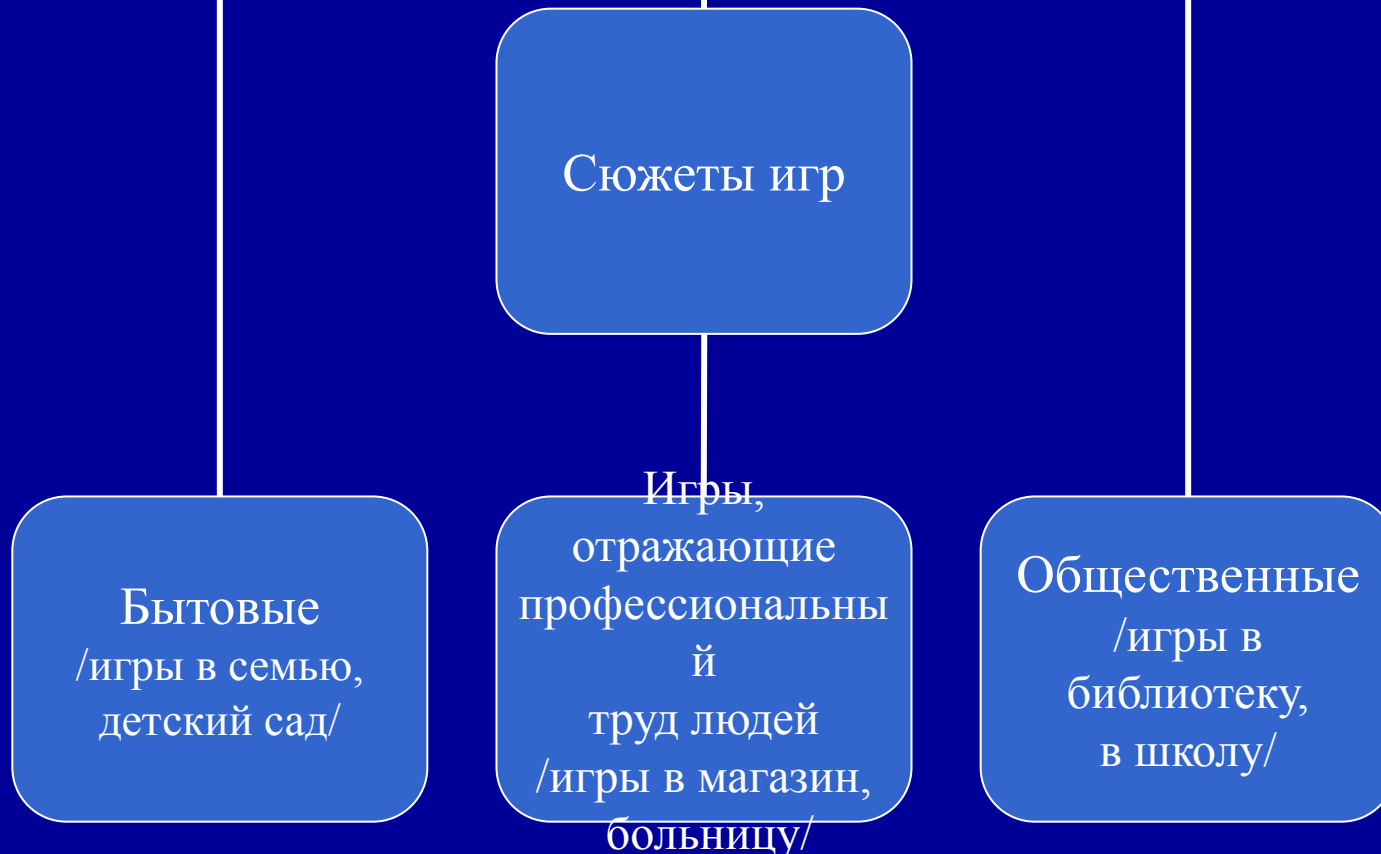 Сюжеты игр
Бытовые
/игры в семью,
детский сад/
Игры,
отражающие
профессиональны
й
труд людей
/игры в магазин,
больницу/
Общественные
/игры в
библиотеку,
в школу/